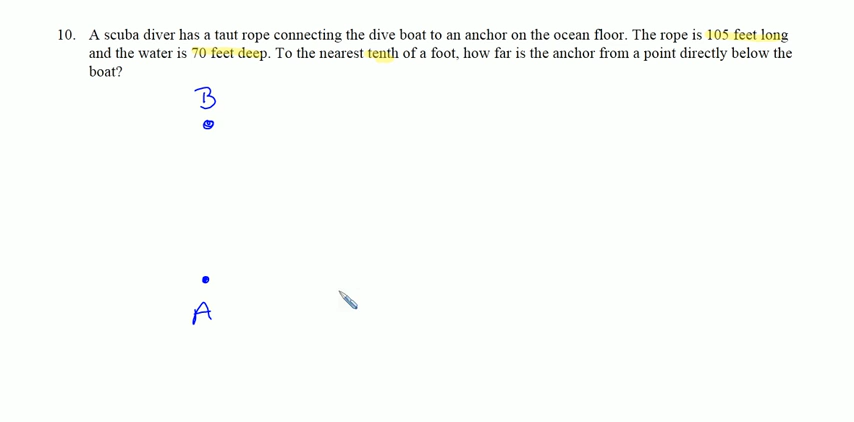 10. A scuba diver has a taut rope connecting the dive boat to an anchor on the ocean floor. The rope is 105 feet long
and the water is 70 feet deep. To the nearest tenth of a foot, how far is the anchor from a point directly below the
boat?
B
A